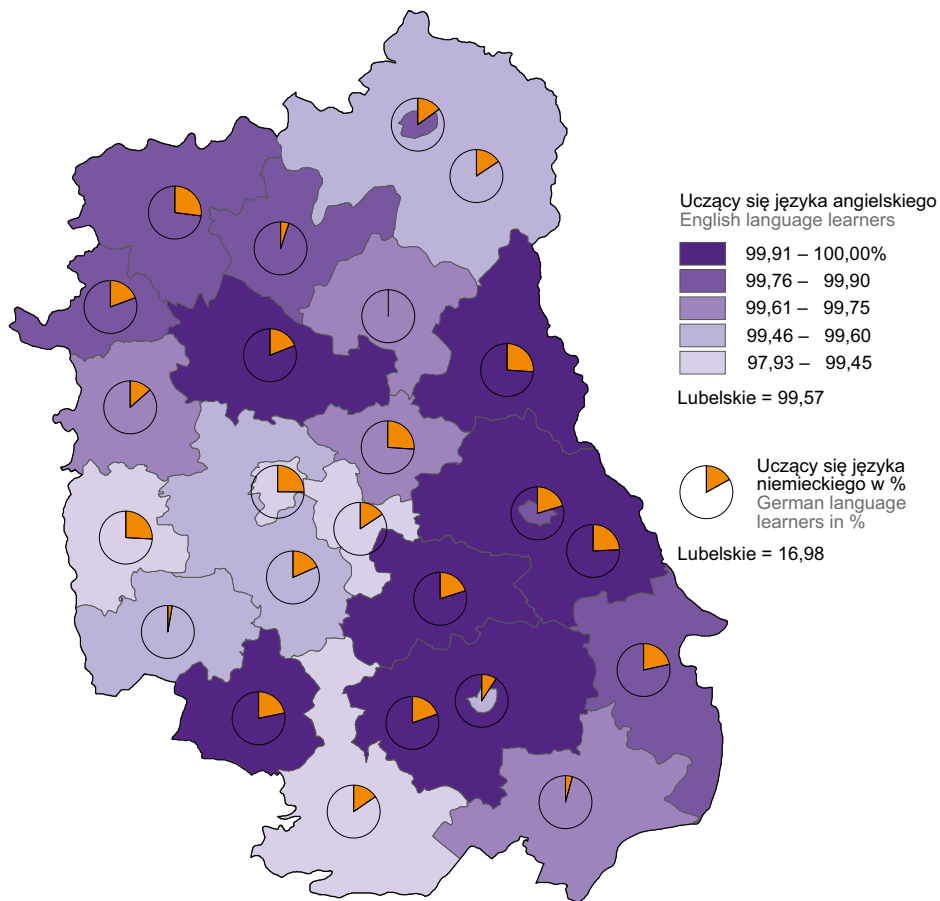 Uczący się języka angielskiego
English language learners
99,91 – 100,00%
99,76 – 99,90
99,61 – 99,75
99,46 – 99,60
97,93 – 99,45
Lubelskie = 99,57
Uczący się języka
niemieckiego w %
German language
learners in %
Lubelskie = 16,98